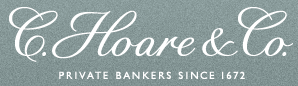 C. Hoare & Co.
PRIVATE BANKERS SINCE 1672